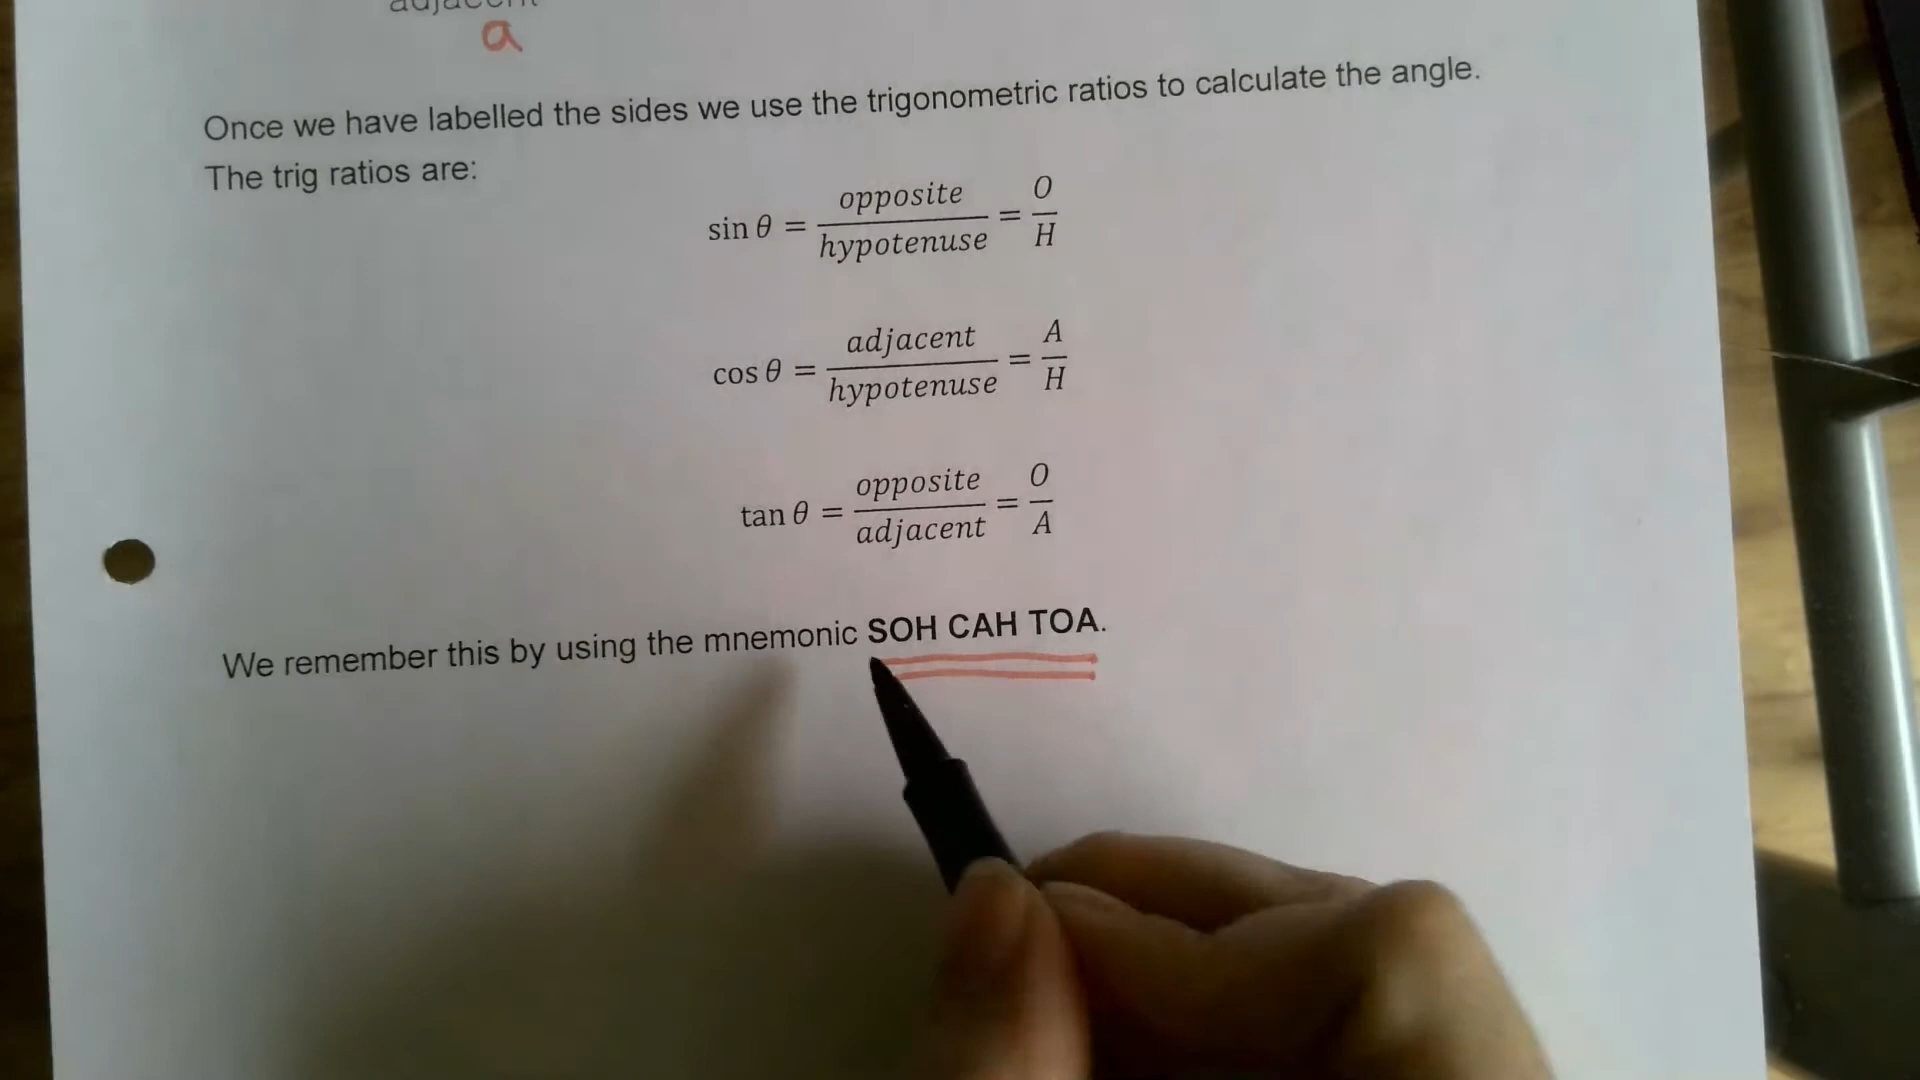 adjacent
a
Once we have labelled the sides we use the trigonometric ratios to calculate the angle.
The trig ratios are:
sin θ = opposite / hypotenuse = O / H
cos θ = adjacent / hypotenuse = A / H
tan θ = opposite / adjacent = O / A
We remember this by using the mnemonic SOH CAH TOA.